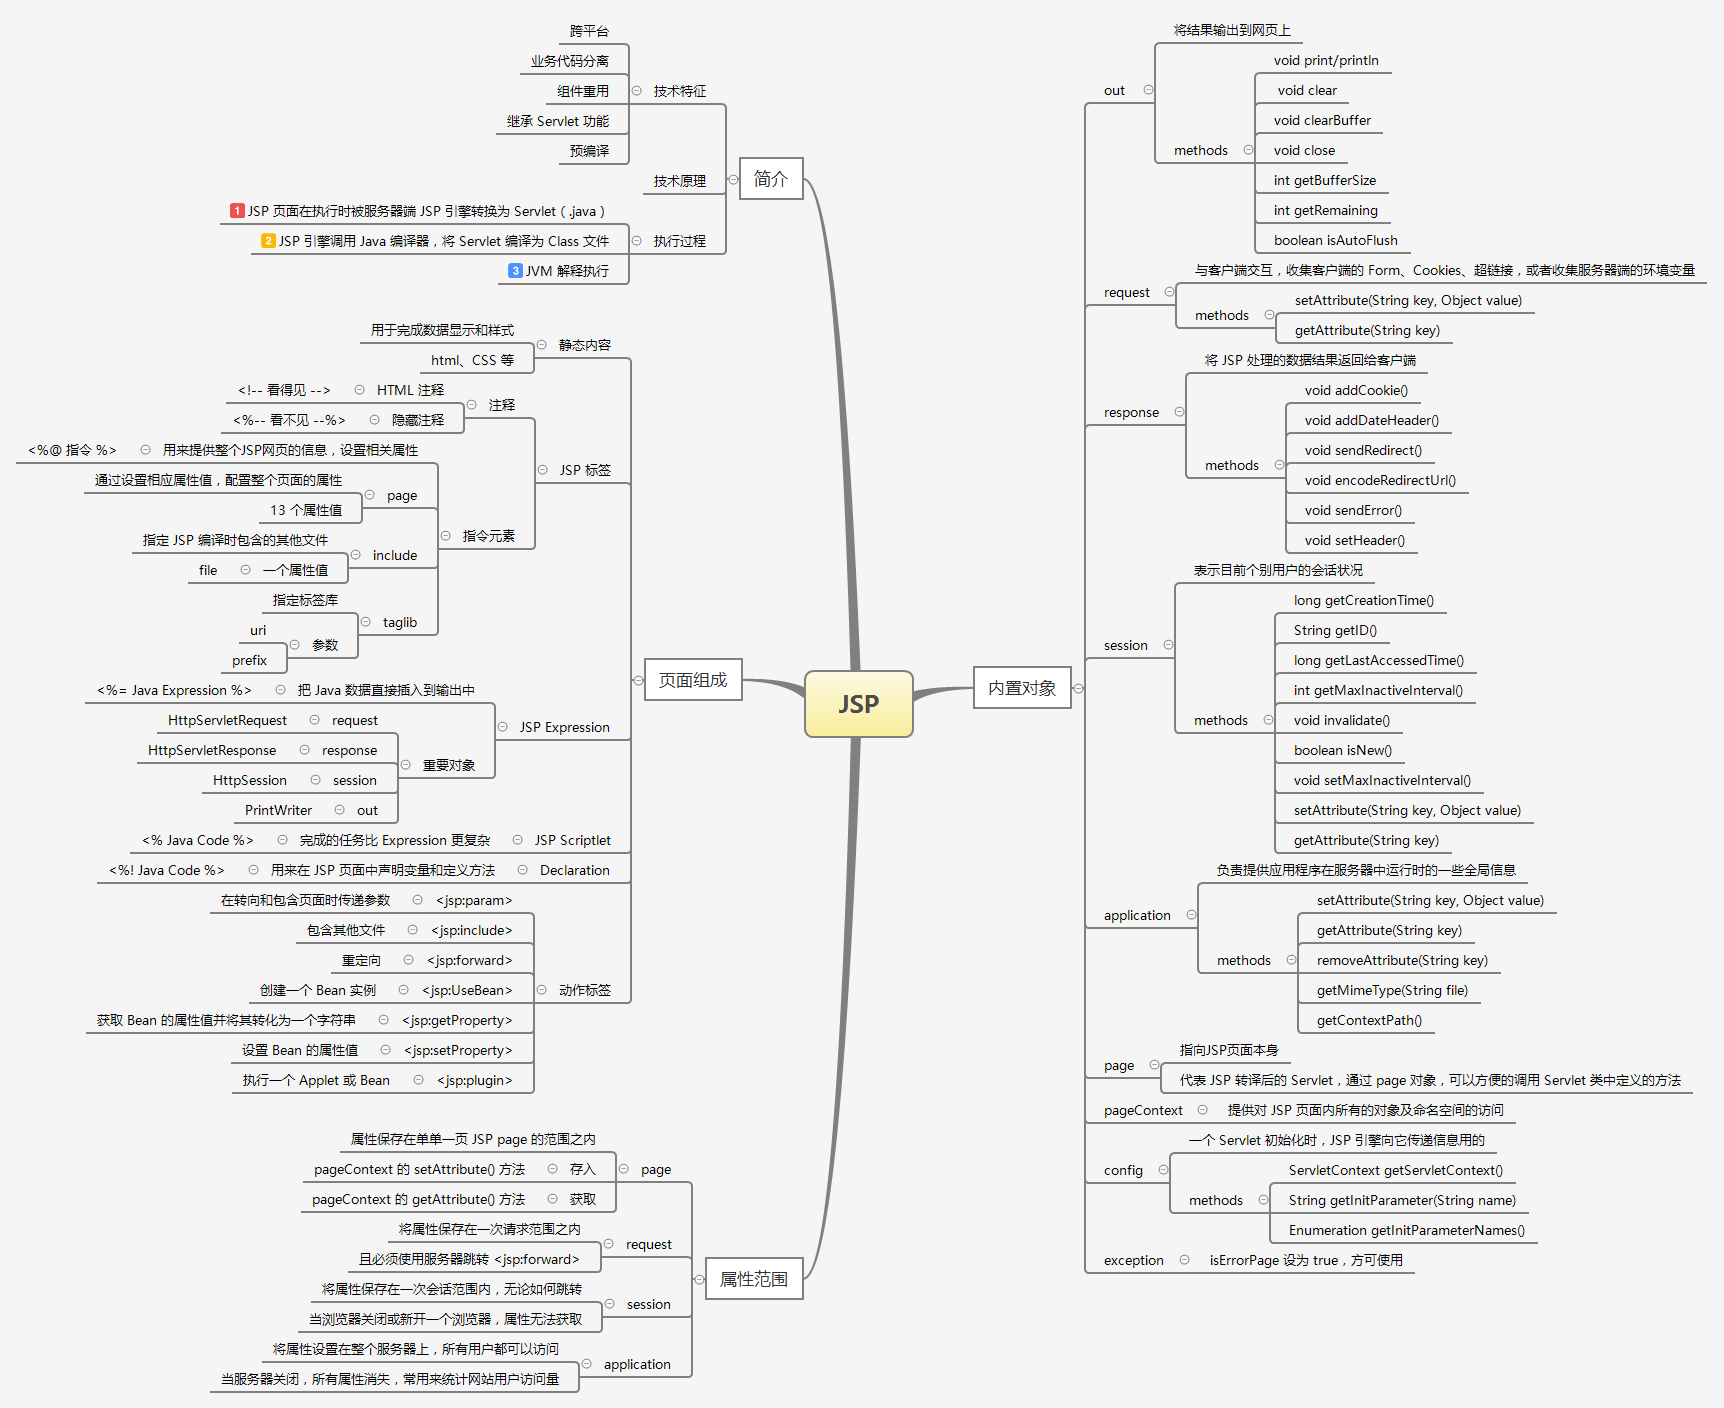 JSP
简介
技术特征
跨平台
业务代码分离
组件重用
继承 Servlet 功能
预编译
技术原理
执行过程
1 JSP 页面在执行时被服务器端 JSP 引擎转换为 Servlet（.java）
2 JSP 引擎调用 Java 编译器，将 Servlet 编译为 Class 文件
3 JVM 解释执行
页面组成
静态内容
用于完成数据显示和样式
html、CSS 等
JSP 标签
注释
HTML 注释
<!-- 看得见 -->
隐藏注释
<%-- 看不见 --%>
指令元素
用来提供整个JSP网页的信息，设置相关属性
<%@ 指令 %>
page
通过设置相应属性值，配置整个页面的属性
13 个属性值
include
指定 JSP 编译时包含的其他文件
一个属性值
file
taglib
指定标签库
参数
uri
prefix
JSP Expression
把 Java 数据直接插入到输出中
<%= Java Expression %>
重要对象
request
HttpServletRequest
response
HttpServletResponse
session
HttpSession
out
PrintWriter
JSP Scriptlet
完成的任务比 Expression 更复杂
<% Java Code %>
Declaration
用来在 JSP 页面中声明变量和定义方法
<%! Java Code %>
动作标签
<jsp:param>
在转向和包含页面时传递参数
<jsp:include>
包含其他文件
<jsp:forward>
重定向
<jsp:UseBean>
创建一个 Bean 实例
<jsp:getProperty>
获取 Bean 的属性值并将其转化为一个字符串
<jsp:setProperty>
设置 Bean 的属性值
<jsp:plugin>
执行一个 Applet 或 Bean
属性范围
page
属性保存在单单一页 JSP page 的范围之内
存入
pageContext 的 setAttribute() 方法
获取
pageContext 的 getAttribute() 方法
request
将属性保存在一次请求范围之内
且必须使用服务器跳转 <jsp:forward>
session
将属性保存在一次会话范围内，无论如何跳转
当浏览器关闭或新开一个浏览器，属性无法获取
application
将属性设置在整个服务器上，所有用户都可以访问
当服务器关闭，所有属性消失，常用来统计网站用户访问量
内置对象
out
将结果输出到网页上
methods
void print/println
void clear
void clearBuffer
void close
int getBufferSize
int getRemaining
boolean isAutoFlush
request
与客户端交互，收集客户端的 Form、Cookies、超链接，或者收集服务器端的环境变量
methods
setAttribute(String key, Object value)
getAttribute(String key)
response
将 JSP 处理的数据结果返回给客户端
methods
void addCookie()
void addDateHeader()
void sendRedirect()
void encodeRedirectUrl()
void sendError()
void setHeader()
session
表示目前个别用户的会话状况
methods
long getCreationTime()
String getID()
long getLastAccessedTime()
int getMaxInactiveInterval()
void invalidate()
boolean isNew()
void setMaxInactiveInterval()
setAttribute(String key, Object value)
getAttribute(String key)
application
负责提供应用程序在服务器中运行时的一些全局信息
methods
setAttribute(String key, Object value)
getAttribute(String key)
removeAttribute(String key)
getMimeType(String file)
getContextPath()
page
指向JSP页面本身
代表 JSP 转译后的 Servlet，通过 page 对象，可以方便的调用 Servlet 类中定义的方法
pageContext
提供对 JSP 页面内所有的对象及命名空间的访问
config
一个 Servlet 初始化时，JSP 引擎向它传递信息用的
methods
ServletContext getServletContext()
String getInitParameter(String name)
Enumeration getInitParameterNames()
exception
isErrorPage 设为 true，方可使用